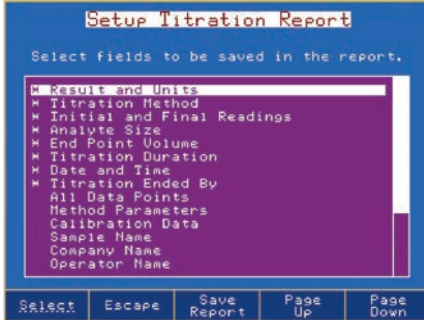 Setup Titration Report
Select fields to be saved in the report.
* Result and Units
* Titration Method
* Initial and Final Readings
* Analyte Size
* End Point Volume
* Titration Duration
* Date and Time
* Titration Ended By
All Data Points
Method Parameters
Calibration Data
Sample Name
Company Name
Operator Name
Select Escape Save Report Page Up Page Down